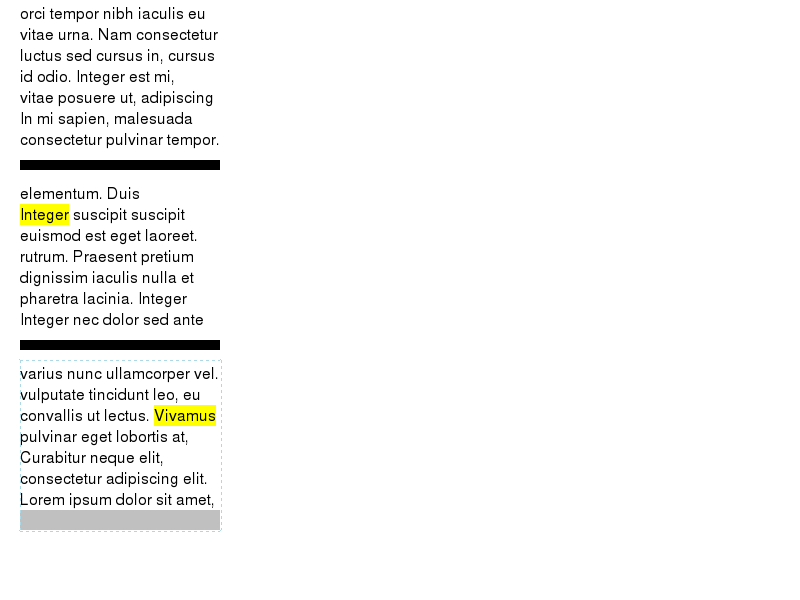 orci tempor nibh iaculis eu
vitae urna. Nam consectetur
luctus sed cursus in, cursus
id odio. Integer est mi,
vitae posuere ut, adipiscing
In mi sapien, malesuada
consectetur pulvinar tempor.
elementum. Duis
Integer suscipit suscipit
euismod est eget laoreet.
rutrum. Praesent pretium
dignissim iaculis nulla et
pharetra lacinia. Integer
Integer nec dolor sed ante
varius nunc ullamcorper vel.
vulputate tincidunt leo, eu
convallis ut lectus. Vivamus
pulvinar eget lobortis at,
Curabitur neque elit,
consectetur adipiscing elit.
Lorem ipsum dolor sit amet,